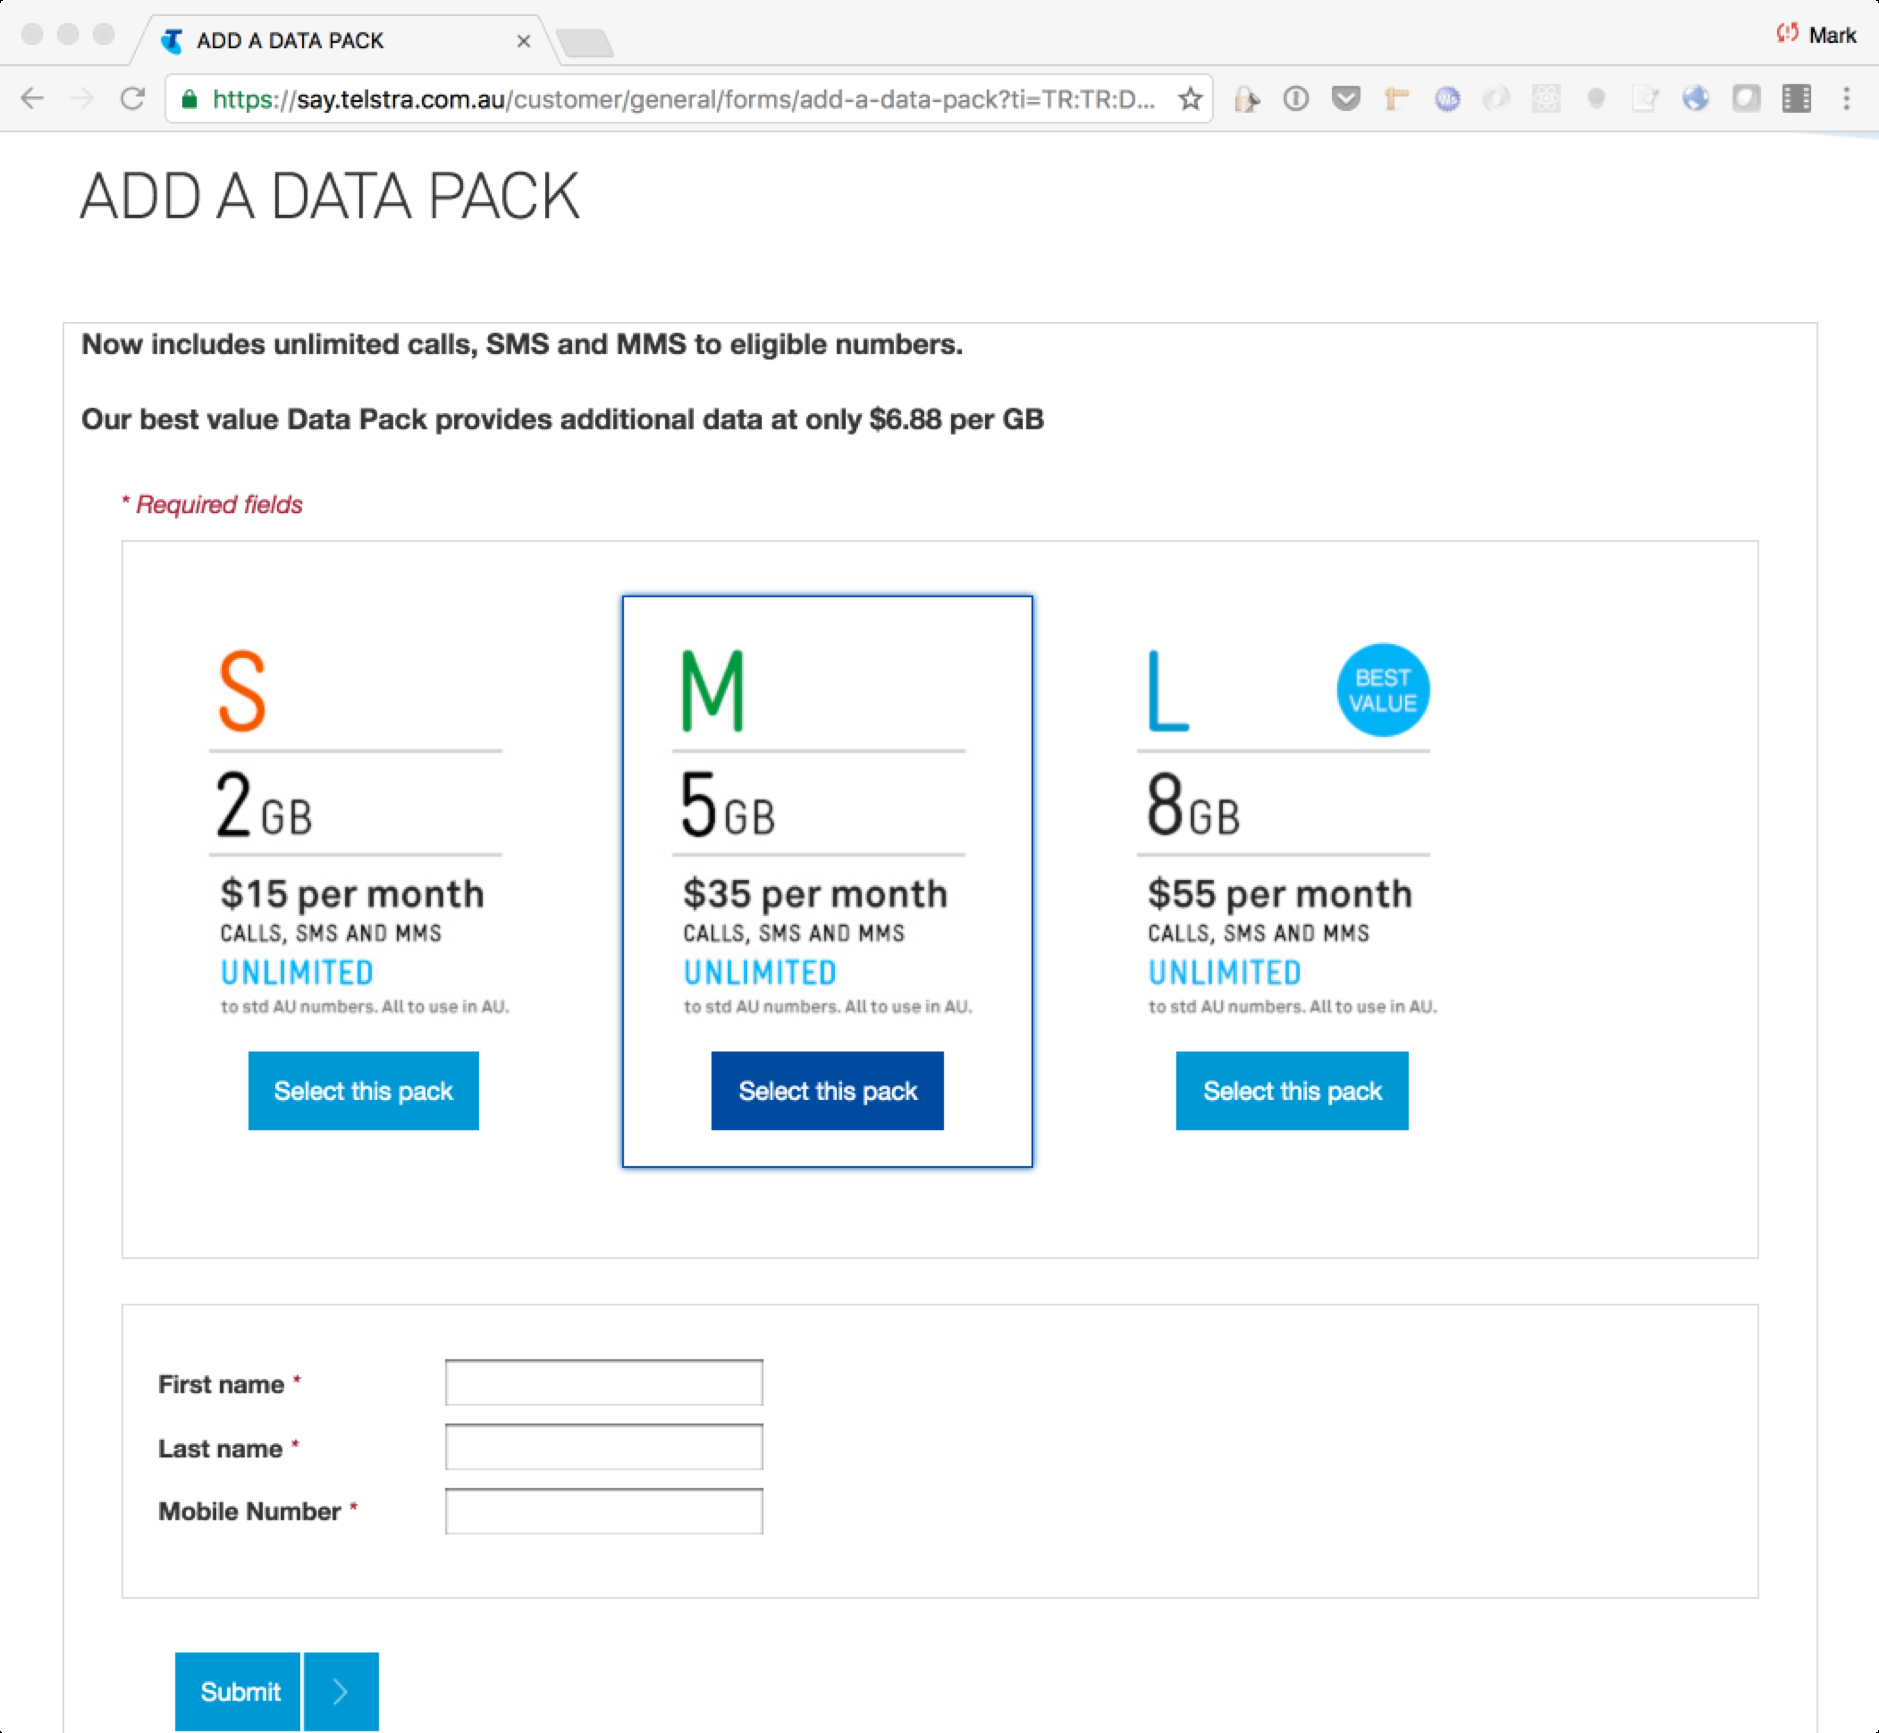 ADD A DATA PACK
Mark
https://say.telstra.com.au/customer/general/forms/add-a-data-pack?ti=TR:TR:D...
ADD A DATA PACK
Now includes unlimited calls, SMS and MMS to eligible numbers.
Our best value Data Pack provides additional data at only $6.88 per GB
* Required fields
S
2GB
$15 per month
CALLS, SMS AND MMS
UNLIMITED
to std AU numbers. All to use in AU.
Select this pack
M
5GB
$35 per month
CALLS, SMS AND MMS
UNLIMITED
to std AU numbers. All to use in AU.
Select this pack
L
BEST
VALUE
8GB
$55 per month
CALLS, SMS AND MMS
UNLIMITED
to std AU numbers. All to use in AU.
Select this pack
First name *
Last name *
Mobile Number *
Submit